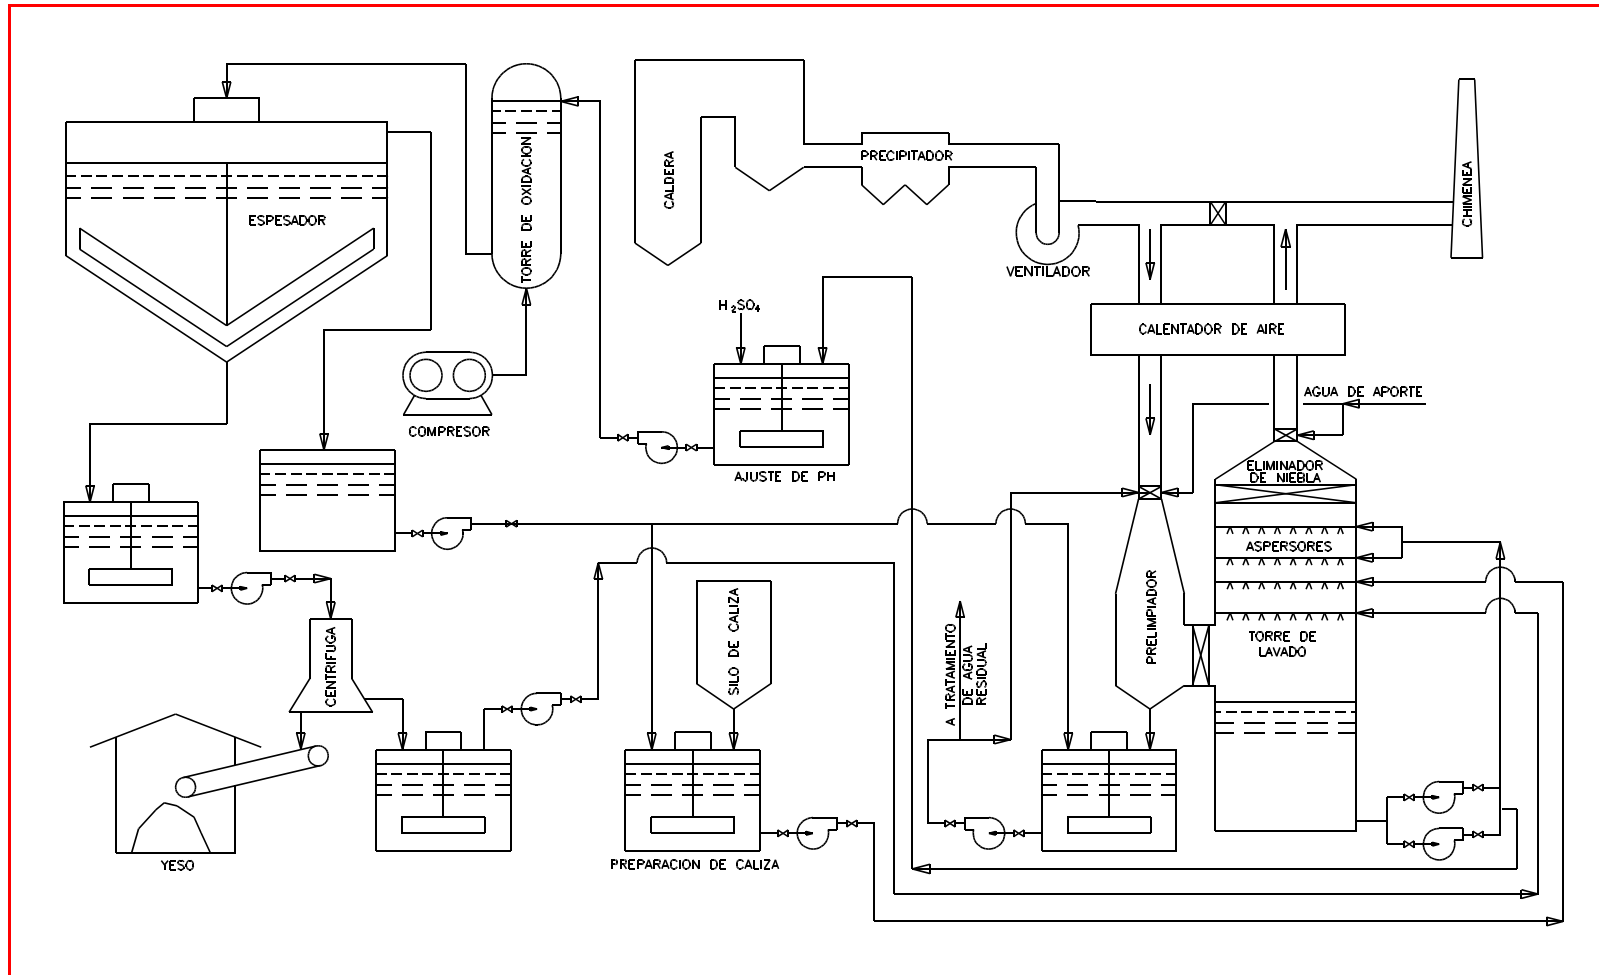 TORRE DE OXIDACION
CALDERA
PRECIPITADOR
CHIMENEA
ESPESADOR
VENTILADOR
H₂SO₄
CALENTADOR DE AIRE
AGUA DE APORTE
COMPRESOR
AJUSTE DE PH
ELIMINADOR
DE NIEBLA
ASPERSORES
CENTRIFUGA
SILO DE CALIZA
A TRATAMIENTO
DE AGUA
RESIDUAL
PRELIMPIADOR
TORRE DE
LAVADO
YESO
PREPARACION DE CALIZA